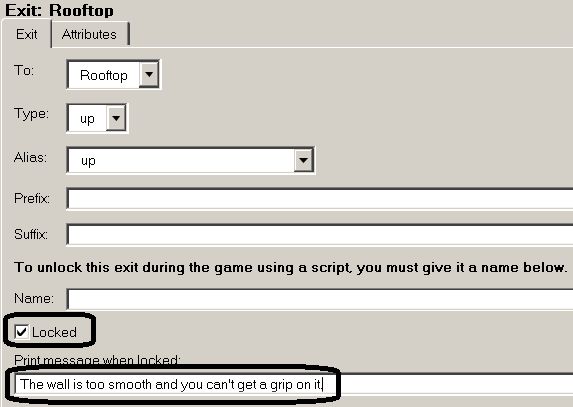 Exit: Rooftop
Exit Attributes
To: Rooftop
Type: up
Alias: up
Prefix:
Suffix:
To unlock this exit during the game using a script, you must give it a name below.
Name:
Locked
Print message when locked:
The wall is too smooth and you can't get a grip on it.